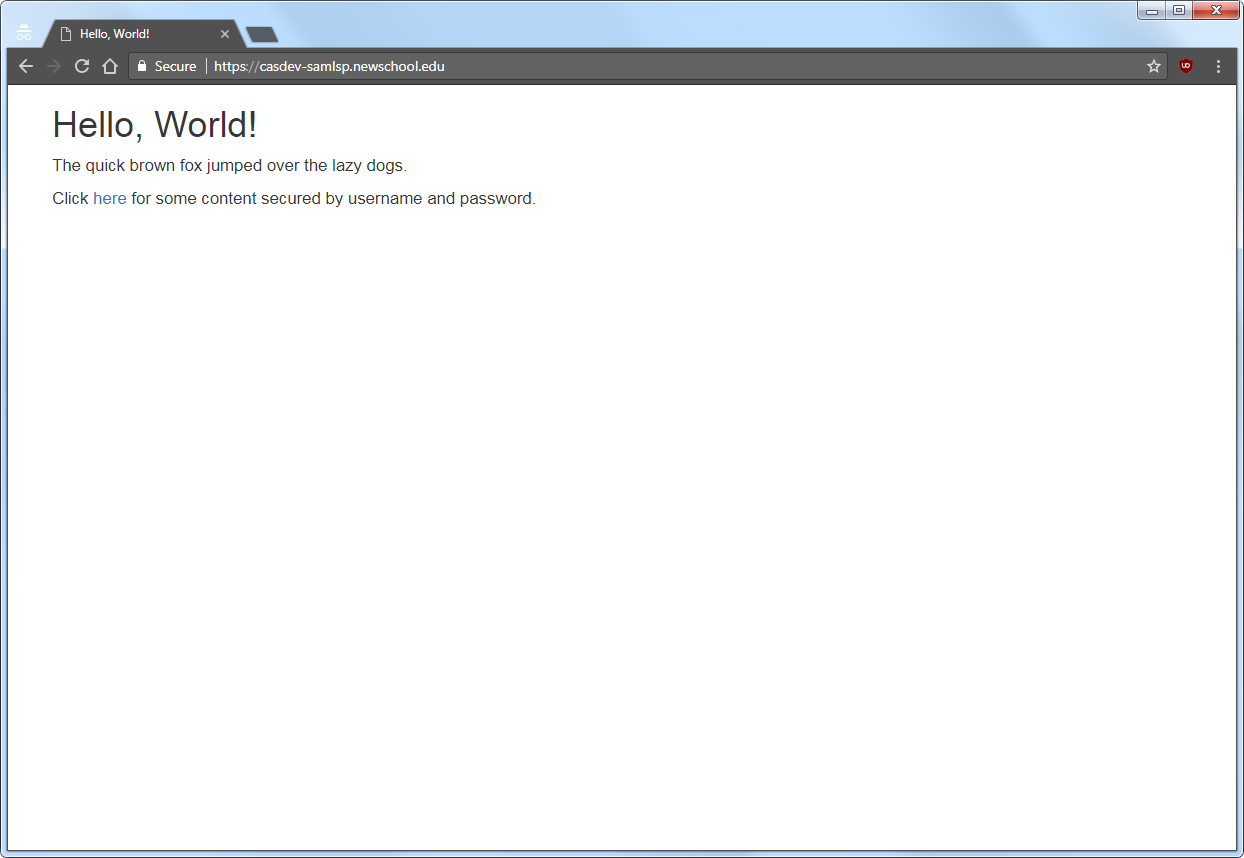 Hello, World!
Secure https://casdev-samlsp.newschool.edu
Hello, World!
The quick brown fox jumped over the lazy dogs.
Click here for some content secured by username and password.